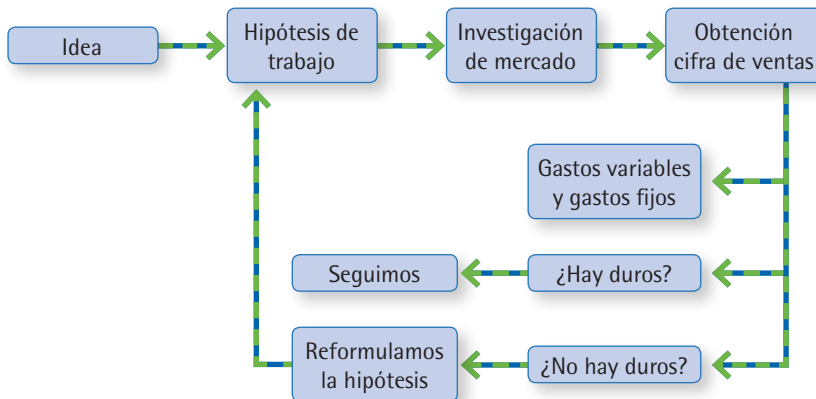 Idea
Hipótesis de
trabajo
Investigación
de mercado
Obtención
cifra de ventas
Gastos variables
y gastos fijos
Seguimos
¿Hay duros?
Reformulamos
la hipótesis
¿No hay duros?